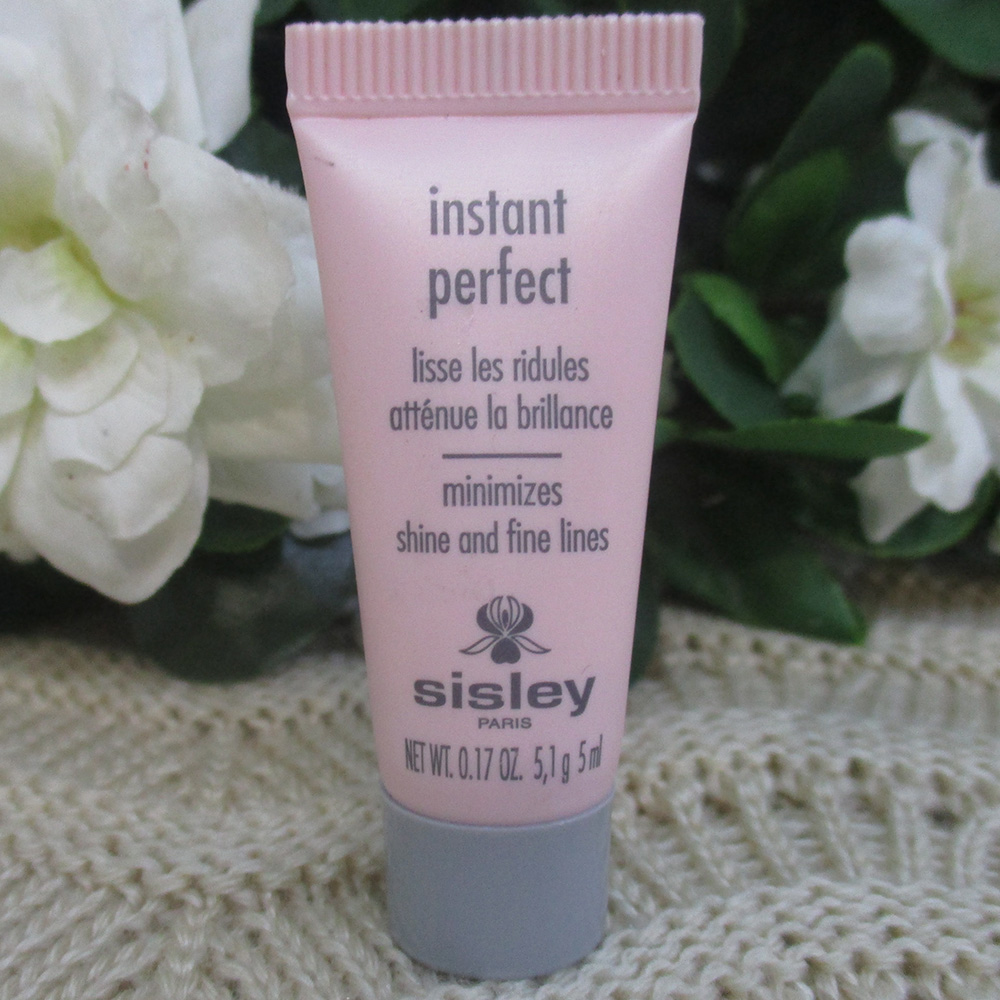 instant
perfect
lisse les ridules
atténue la brillance
minimizes
shine and fine lines
sisley
PARIS
NET WT. 0.17 OZ. 5,1 g 5 ml